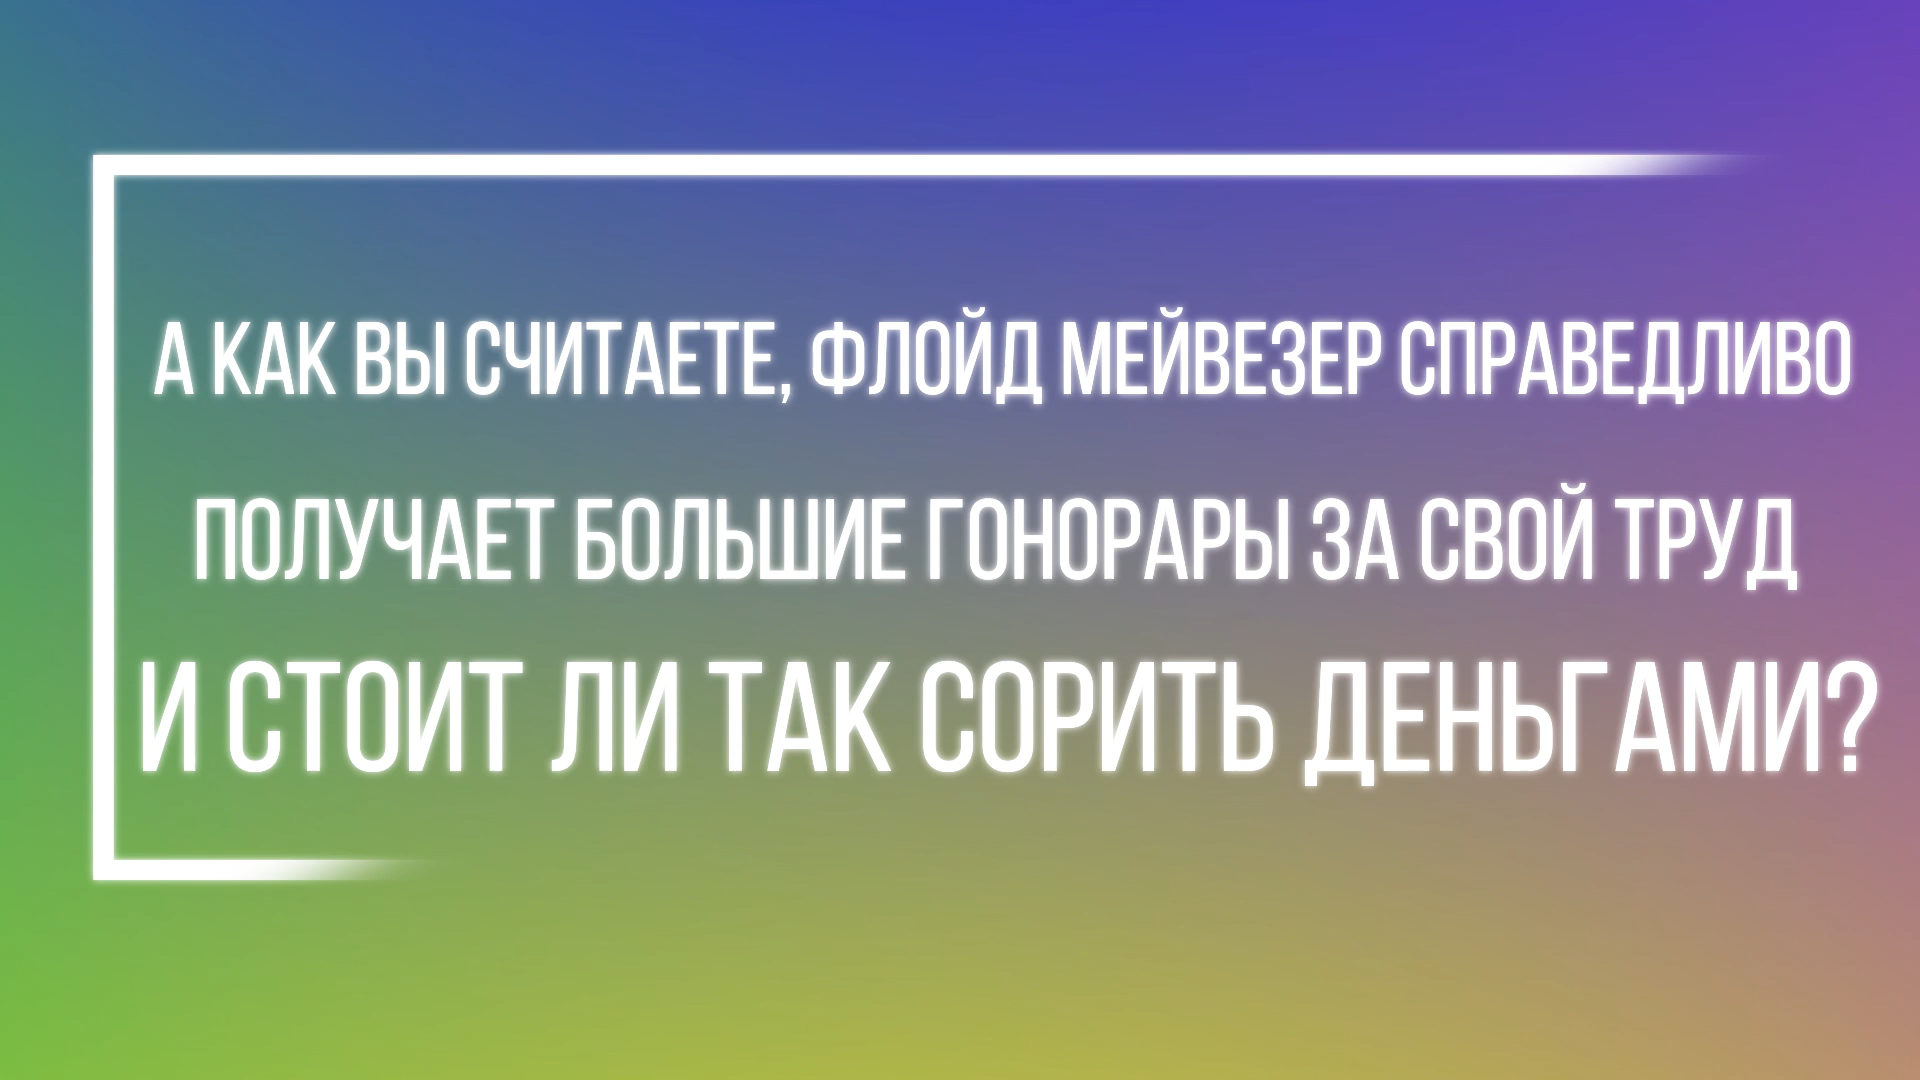 А КАК ВЫ СЧИТАЕТЕ, ФЛОЙД МЕЙВЕЗЕР СПРАВЕДЛИВО
ПОЛУЧАЕТ БОЛЬШИЕ ГОНОРАРЫ ЗА СВОЙ ТРУД
И СТОИТ ЛИ ТАК СОРИТЬ ДЕНЬГАМИ?